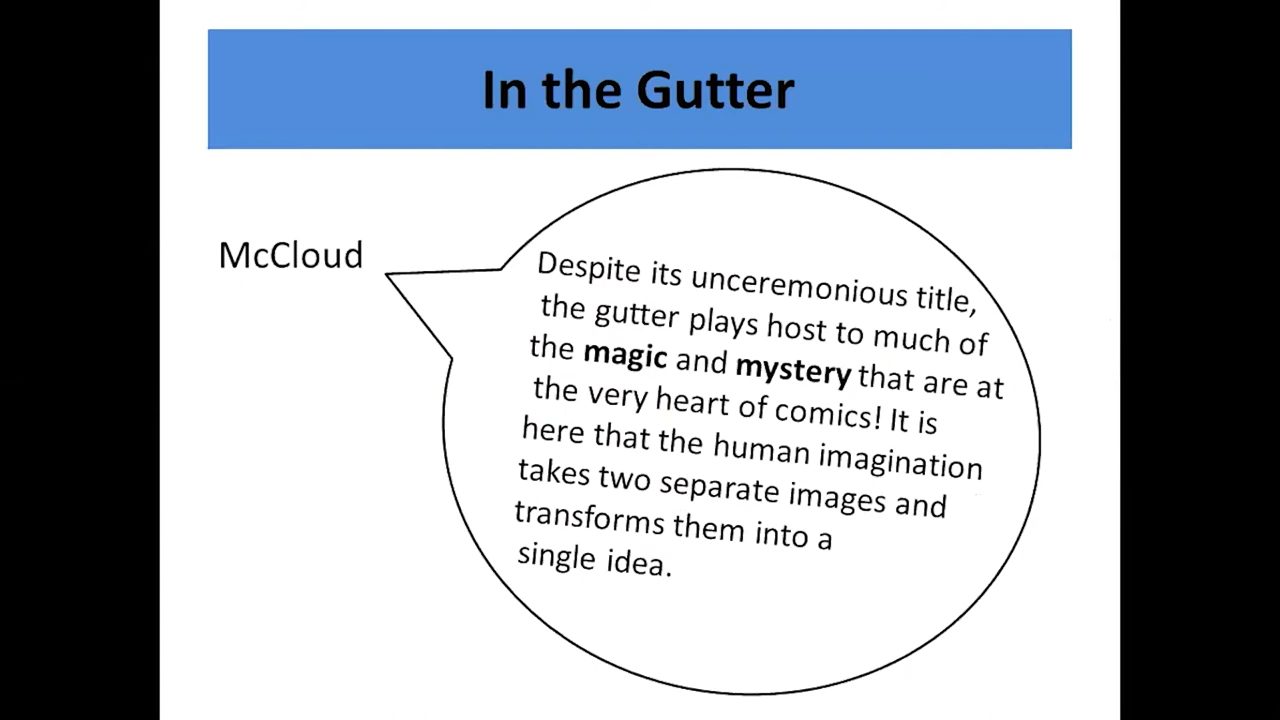 In the Gutter
McCloud
Despite its unceremonious title,
the gutter plays host to much of
the magic and mystery that are at
the very heart of comics! It is
here that the human imagination
takes two separate images and
transforms them into a
single idea.